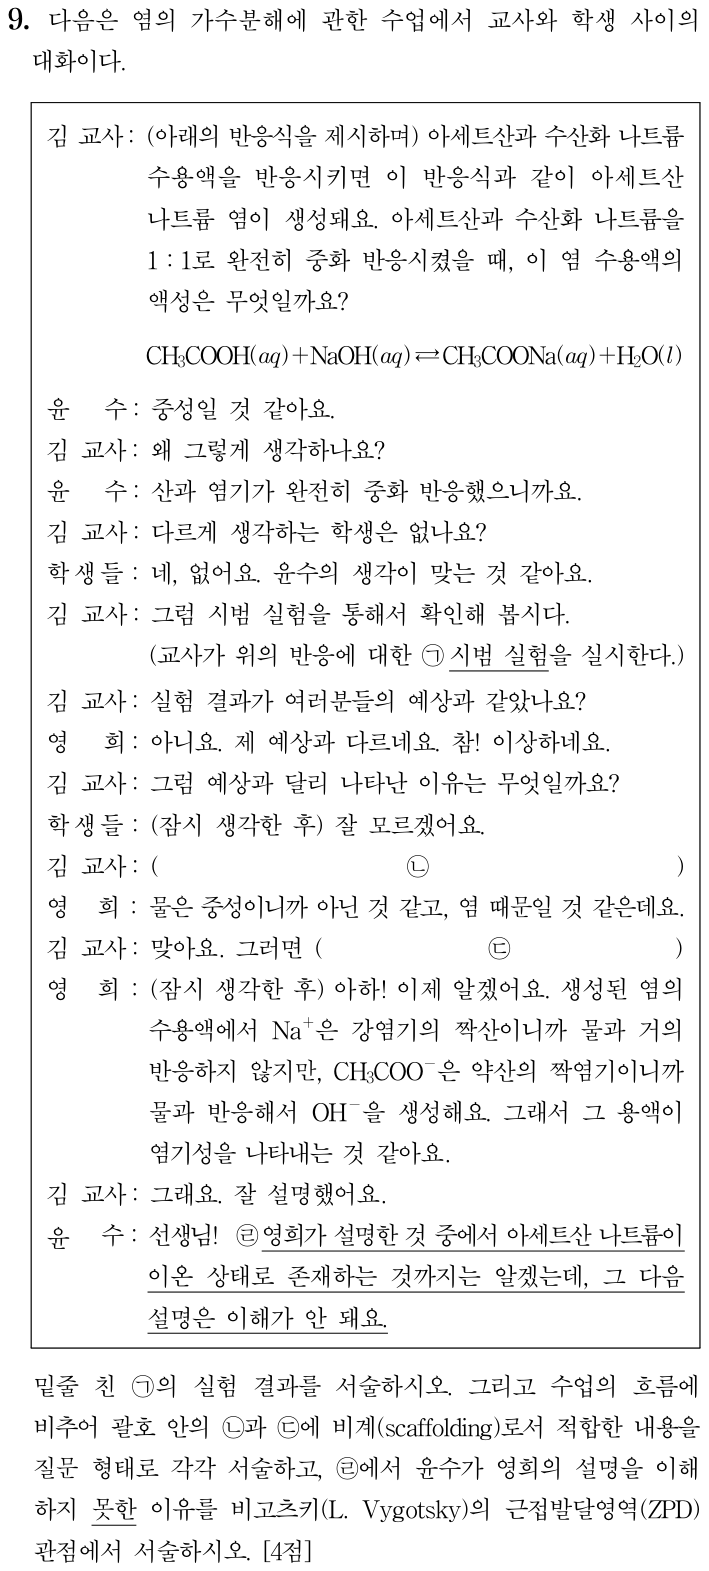 9. 다음은 염의 가수분해에 관한 수업에서 교사와 학생 사이의
대화이다.
김 교사: (아래의 반응식을 제시하며) 아세트산과 수산화 나트륨
수용액을 반응시키면 이 반응식과 같이 아세트산
나트륨 염이 생성돼요. 아세트산과 수산화 나트륨을
1 : 1로 완전히 중화 반응시켰을 때, 이 염 수용액의
액성은 무엇일까요?
CH₃COOH(aq)+NaOH(aq)⇄CH₃COONa(aq)+H₂O(l)
윤 수: 중성일 것 같아요.
김 교사: 왜 그렇게 생각하나요?
윤 수: 산과 염기가 완전히 중화 반응했으니까요.
김 교사: 다르게 생각하는 학생은 없나요?
학생들: 네, 없어요. 윤수의 생각이 맞는 것 같아요.
김 교사: 그럼 시범 실험을 통해서 확인해 봅시다.
(교사가 위의 반응에 대한 ㉠시범 실험을 실시한다.)
김 교사: 실험 결과가 여러분들의 예상과 같았나요?
영 희: 아니요. 제 예상과 다르네요. 참! 이상하네요.
김 교사: 그럼 예상과 달리 나타난 이유는 무엇일까요?
학생들: (잠시 생각한 후) 잘 모르겠어요.
김 교사: ( ㉡ )
영 희: 물은 중성이니까 아닌 것 같고, 염 때문일 것 같은데요.
김 교사: 맞아요. 그러면 ( ㉢ )
영 희: (잠시 생각한 후) 아하! 이제 알겠어요. 생성된 염의
수용액에서 Na⁺은 강염기의 짝산이니까 물과 거의
반응하지 않지만, CH₃COO⁻은 약산의 짝염기이니까
물과 반응해서 OH⁻을 생성해요. 그래서 그 용액이
염기성을 나타내는 것 같아요.
김 교사: 그래요. 잘 설명했어요.
윤 수: 선생님! ㉣영희가 설명한 것 중에서 아세트산 나트륨이
이온 상태로 존재하는 것까지는 알겠는데, 그 다음
설명은 이해가 안 돼요.
밑줄 친 ㉠의 실험 결과를 서술하시오. 그리고 수업의 흐름에
비추어 괄호 안의 ㉡과 ㉢에 비계(scaffolding)로서 적합한 내용을
질문 형태로 각각 서술하고, ㉣에서 윤수가 영희의 설명을 이해
하지 못한 이유를 비고츠키(L. Vygotsky)의 근접발달영역(ZPD)
관점에서 서술하시오. [4점]